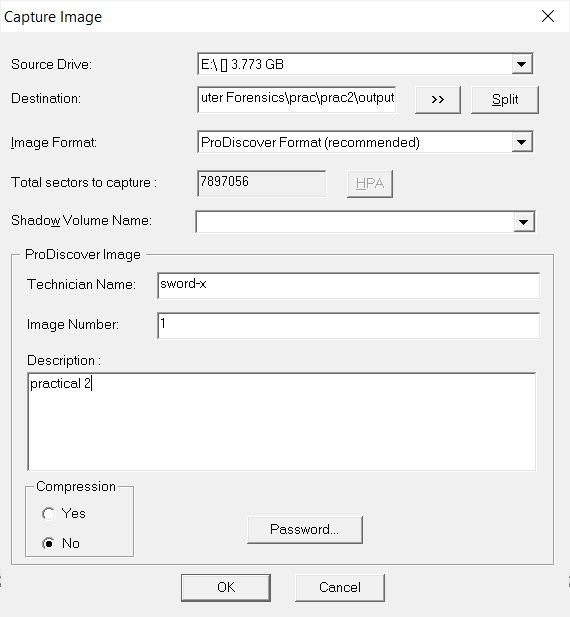 Capture Image
Source Drive: E:\ [] 3.773 GB
Destination: uter Forensics\prac\prac2\output >> Split
Image Format: ProDiscover Format (recommended)
Total sectors to capture : 7897056 HPA
Shadow Volume Name:
ProDiscover Image
Technician Name: sword-x
Image Number: 1
Description :
practical 2
Compression
Yes
No
Password...
OK Cancel